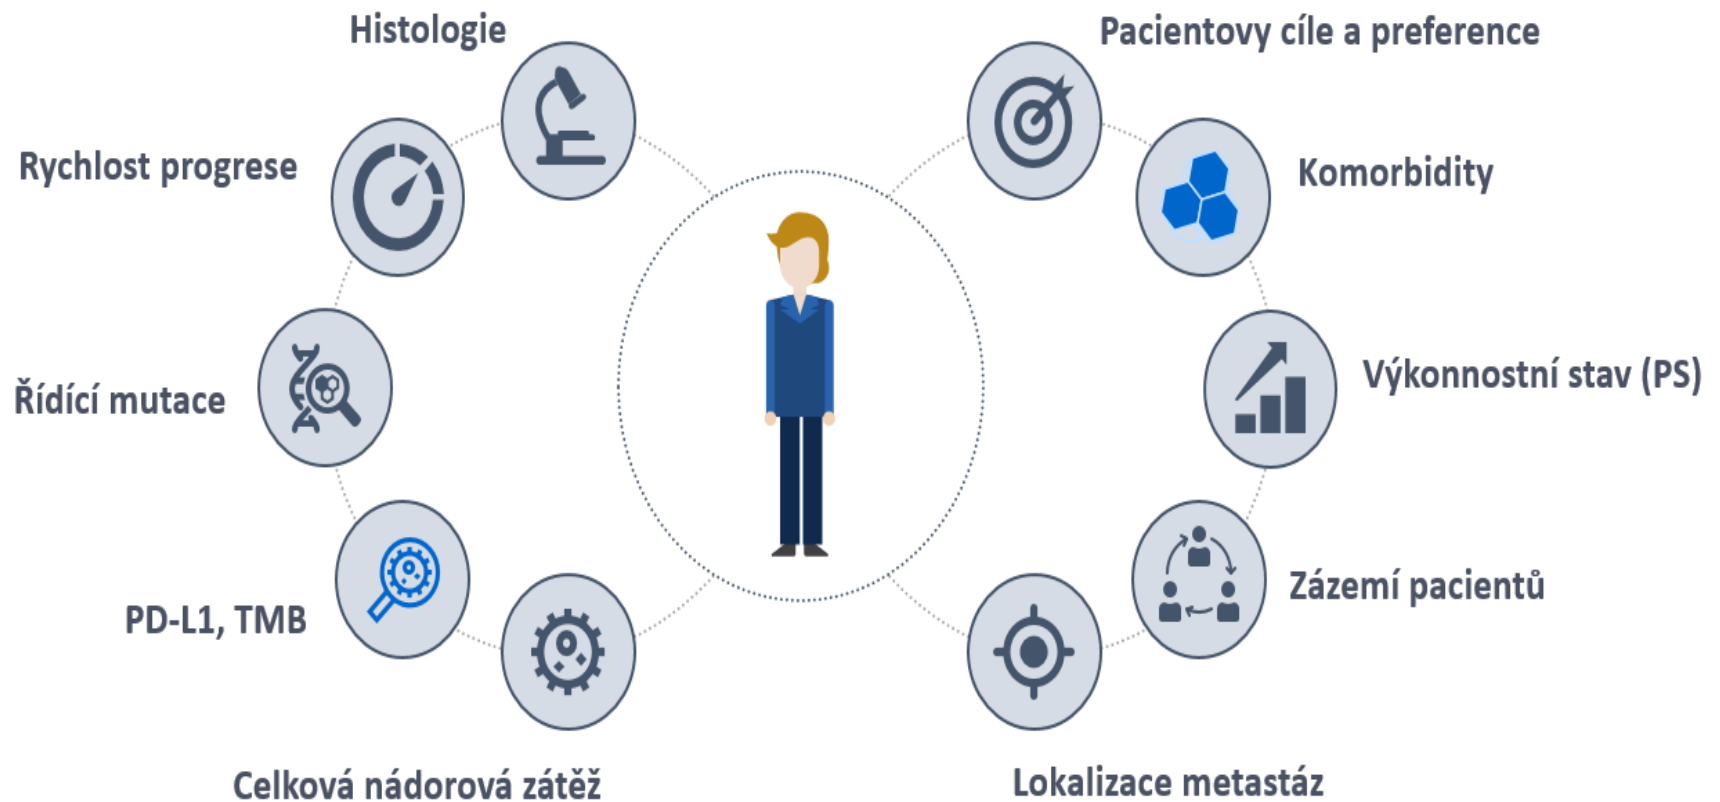 Histologie
Pacientovy cíle a preference
Rychlost progrese
Komorbidity
Řídící mutace
Výkonnostní stav (PS)
PD-L1, TMB
Zázemí pacientů
Celková nádorová zátěž
Lokalizace metastáz